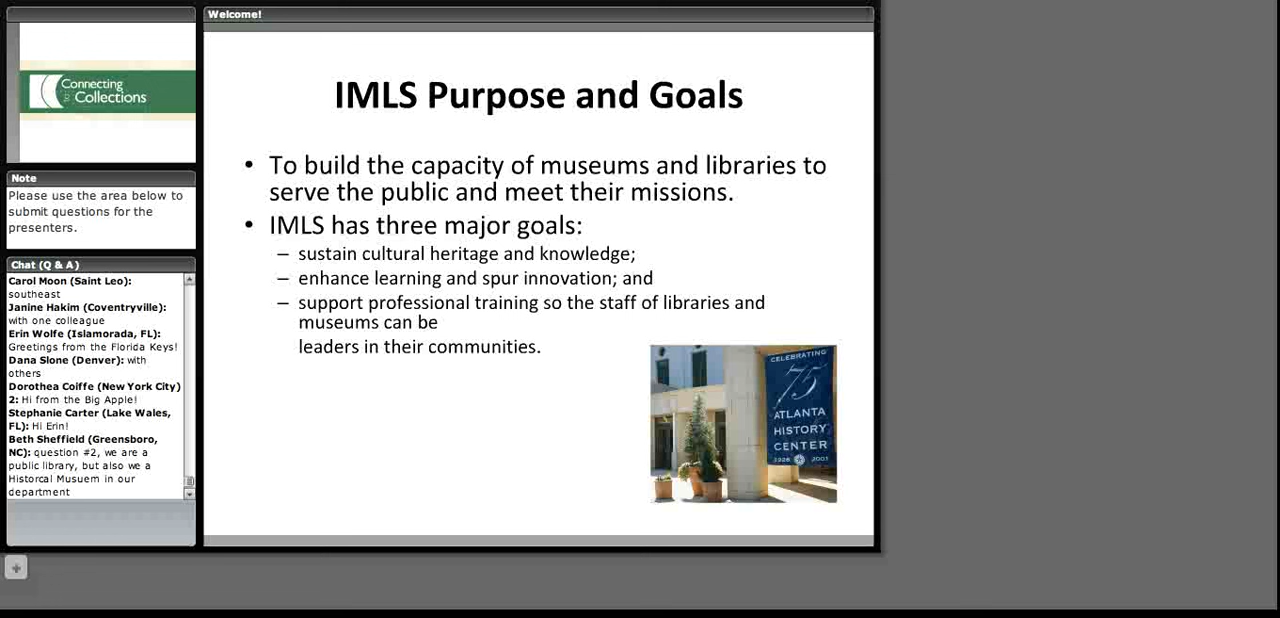 Welcome!
Connecting
to
Collections
Note
Please use the area below to
submit questions for the
presenters.
Chat (Q & A)
Carol Moon (Saint Leo):
southeast
Janine Hakim (Coventryville):
with one colleague
Erin Wolfe (Islamorada, FL):
Greetings from the Florida Keys!
Dana Slone (Denver): with
others
Dorothea Coiffe (New York City)
2: Hi from the Big Apple!
Stephanie Carter (Lake Wales,
FL): Hi Erin!
Beth Sheffield (Greensboro,
NC): question #2, we are a
public library, but also we a
Historcal Musuem in our
department
IMLS Purpose and Goals
• To build the capacity of museums and libraries to
serve the public and meet their missions.
• IMLS has three major goals:
– sustain cultural heritage and knowledge;
– enhance learning and spur innovation; and
– support professional training so the staff of libraries and
museums can be
leaders in their communities.
CELEBRATING
75
ATLANTA
HISTORY
CENTER
1926 2001